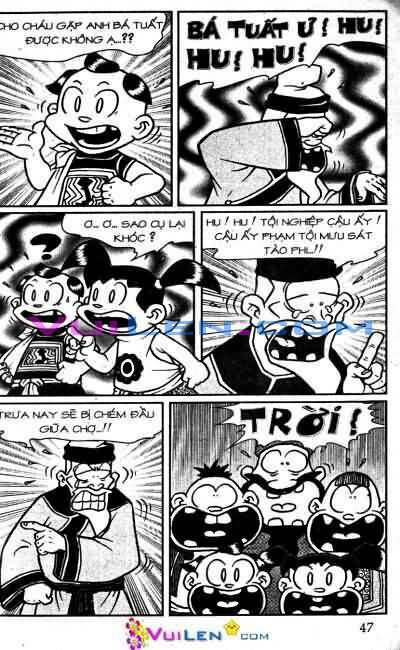 CHO CHÁU GẶP ANH BÁ TUẤT
ĐƯỢC KHÔNG Ạ...??
BÁ TUẤT Ư! HU!
HU! HU!
Ơ... Ơ... SAO CỤ LẠI
KHÓC?
?
HU! HU! TỘI NGHIỆP CẬU ẤY!
CẬU ẤY PHẠM TỘI MƯU SÁT
TÀO PHI..!!
VUILEN.COM
TRƯA NAY SẼ BỊ CHÉM ĐẦU
GIỮA CHỢ..!!
TRỜI!
47
VUILEN.COM